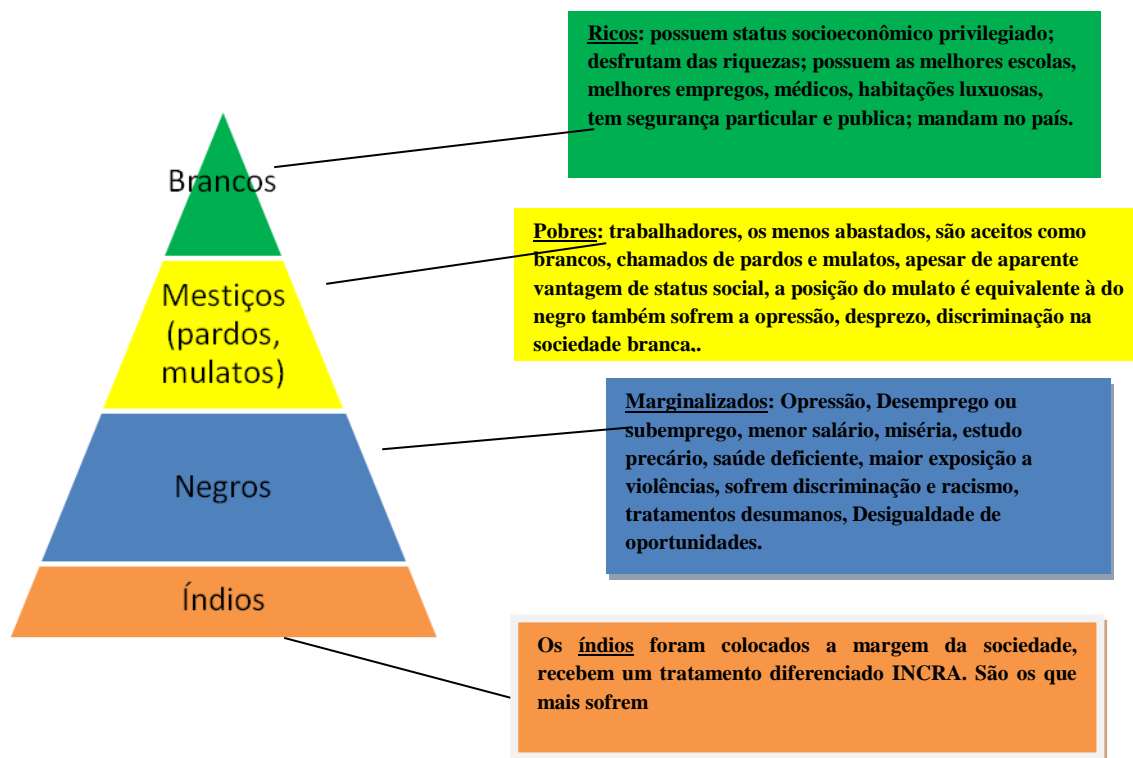 Ricos: possuem status socioeconômico privilegiado;
desfrutam das riquezas; possuem as melhores escolas,
melhores empregos, médicos, habitações luxuosas,
tem segurança particular e publica; mandam no país.
Brancos
Pobres: trabalhadores, os menos abastados, são aceitos como
brancos, chamados de pardos e mulatos, apesar de aparente
vantagem de status social, a posição do mulato é equivalente à do
negro também sofrem a opressão, desprezo, discriminação na
sociedade branca,.
Mestiços
(pardos,
mulatos)
Marginalizados: Opressão, Desemprego ou
subemprego, menor salário, miséria, estudo
precário, saúde deficiente, maior exposição a
violências, sofrem discriminação e racismo,
tratamentos desumanos, Desigualdade de
oportunidades.
Negros
Índios
Os índios foram colocados a margem da sociedade,
recebem um tratamento diferenciado INCRA. São os que
mais sofrem